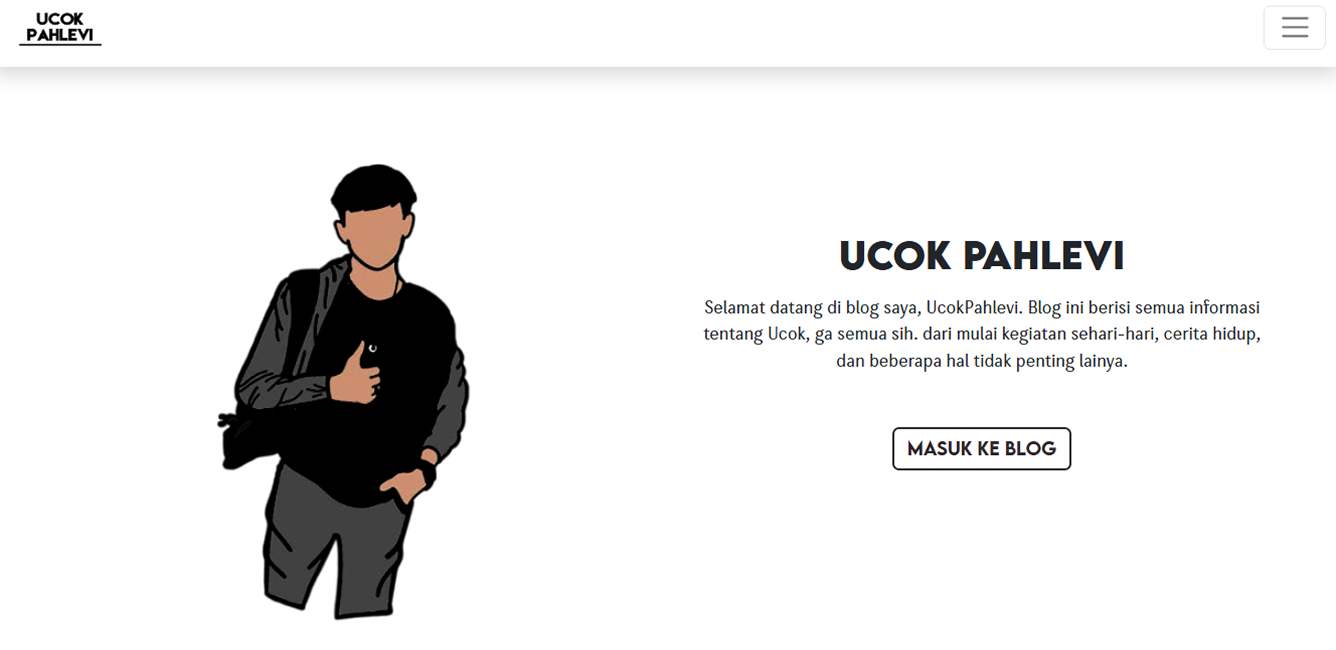 UCOK
PAHLEVI
UCOK PAHLEVI
Selamat datang di blog saya, UcokPahlevi. Blog ini berisi semua informasi
tentang Ucok, ga semua sih. dari mulai kegiatan sehari-hari, cerita hidup,
dan beberapa hal tidak penting lainya.
MASUK KE BLOG